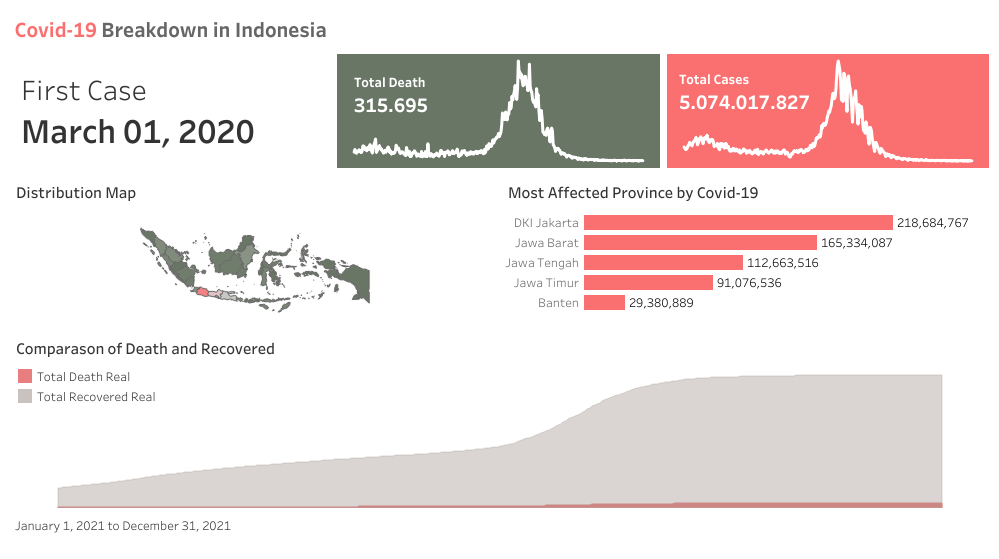 Covid-19 Breakdown in Indonesia
First Case
March 01, 2020
Total Death
315.695
Total Cases
5.074.017.827
Distribution Map
Most Affected Province by Covid-19
DKI Jakarta 218,684,767
Jawa Barat 165,334,087
Jawa Tengah 112,663,516
Jawa Timur 91,076,536
Banten 29,380,889
Comparason of Death and Recovered
Total Death Real
Total Recovered Real
January 1, 2021 to December 31, 2021